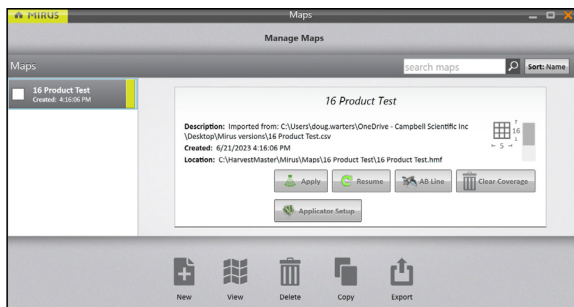 MIRUS
Maps
Manage Maps
Maps
search maps
Sort: Name
16 Product Test
Created: 4:16:06 PM
16 Product Test
Description: Imported from: C:\Users\doug.warters\OneDrive - Campbell Scientific Inc
\Desktop\Mirus versions\16 Product Test.csv
Created: 6/21/2023 4:16:06 PM
Location: C:\HarvestMaster\Mirus\Maps\16 Product Test\16 Product Test.hmf
16
5
Apply
Resume
AB Line
Clear Coverage
Applicator Setup
New
View
Delete
Copy
Export